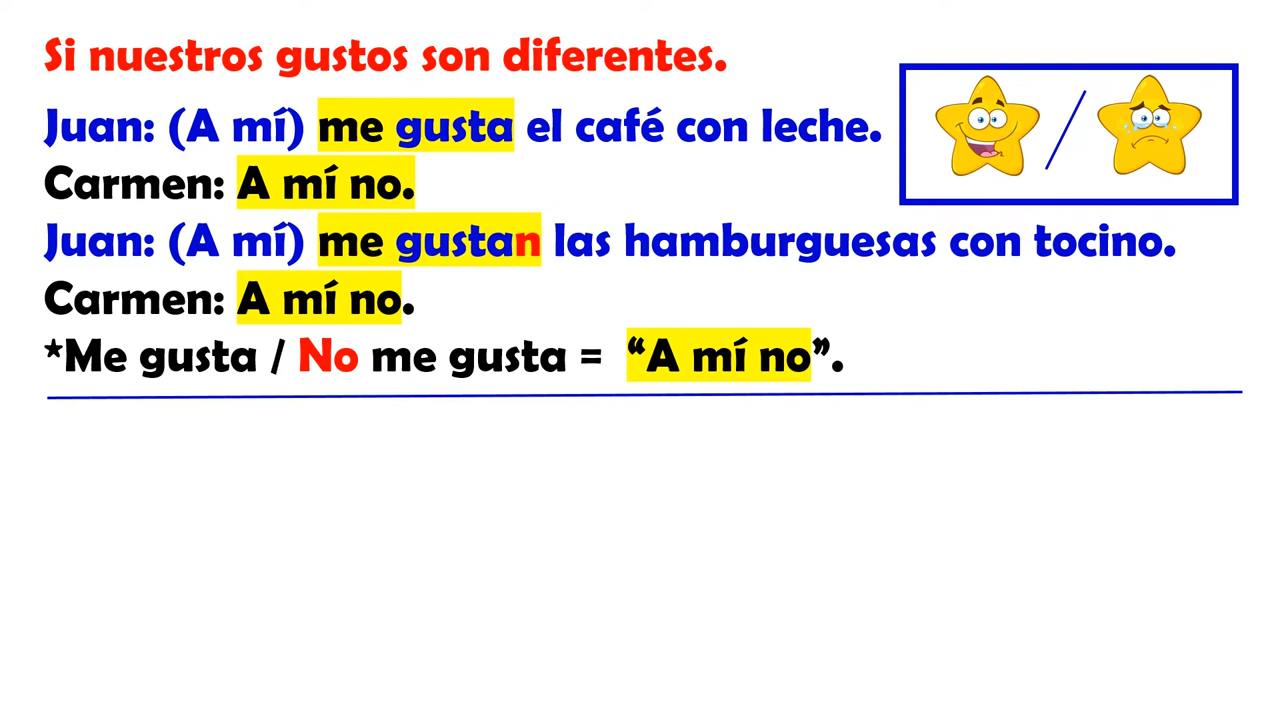 Si nuestros gustos son diferentes.
Juan: (A mí) me gusta el café con leche.
Carmen: A mí no.
Juan: (A mí) me gustan las hamburguesas con tocino.
Carmen: A mí no.
*Me gusta / No me gusta = “A mí no”.